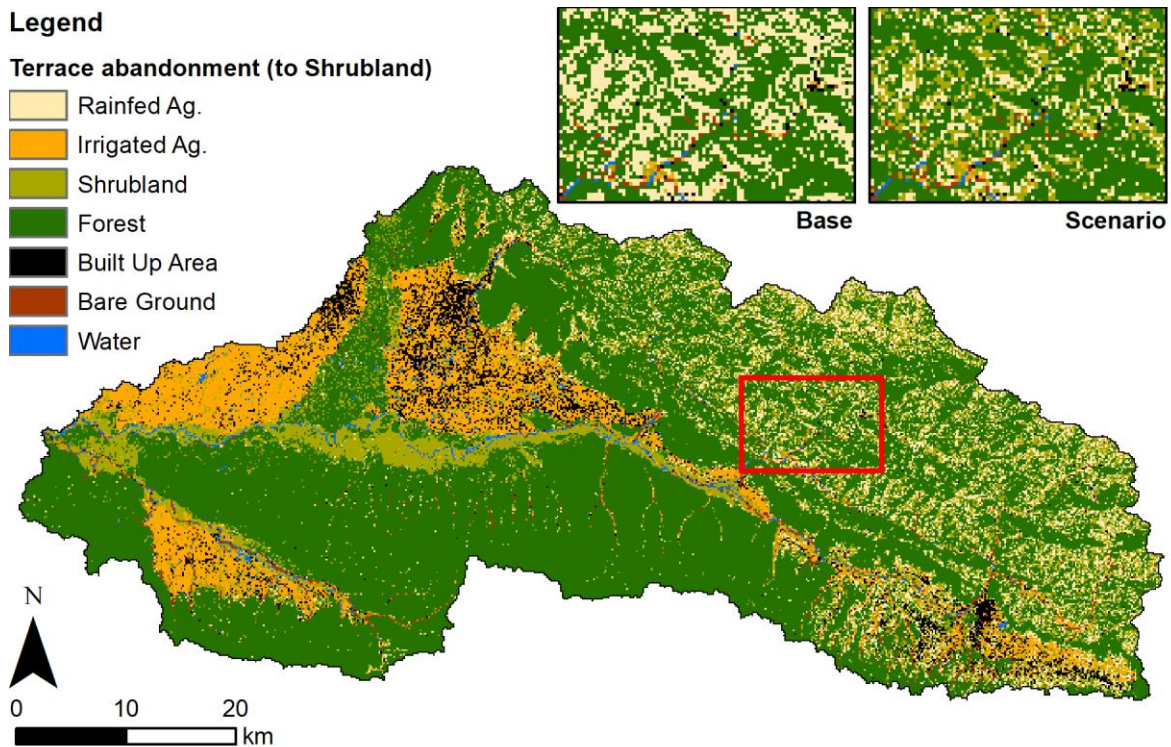 Legend
Terrace abandonment (to Shrubland)
Rainfed Ag.
Irrigated Ag.
Shrubland
Forest
Built Up Area
Bare Ground
Water
Base
Scenario
N
0 10 20
km